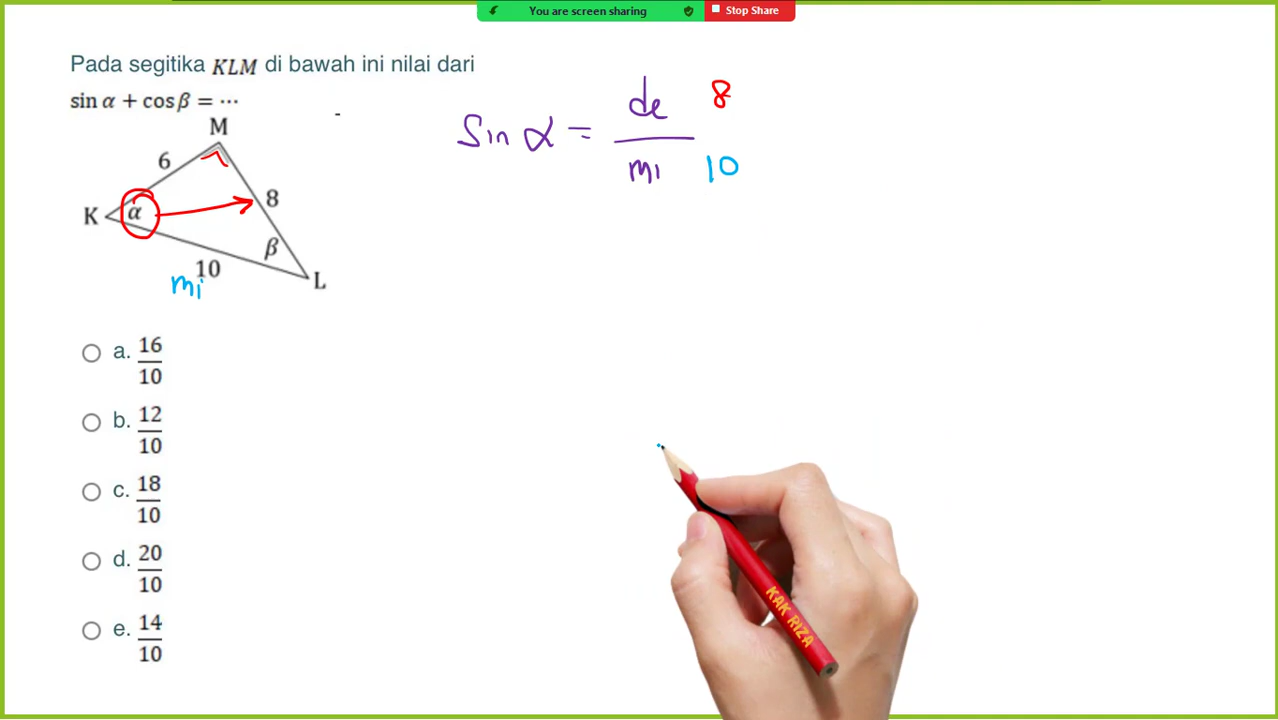 You are screen sharing Stop Share
Pada segitika KLM di bawah ini nilai dari
sin α + cos β = ⋯
M
6
8
K
α
β
10
L
mi
Sin α = de/mi 8/10
a. 16/10
b. 12/10
c. 18/10
d. 20/10
e. 14/10
KAK RIZA